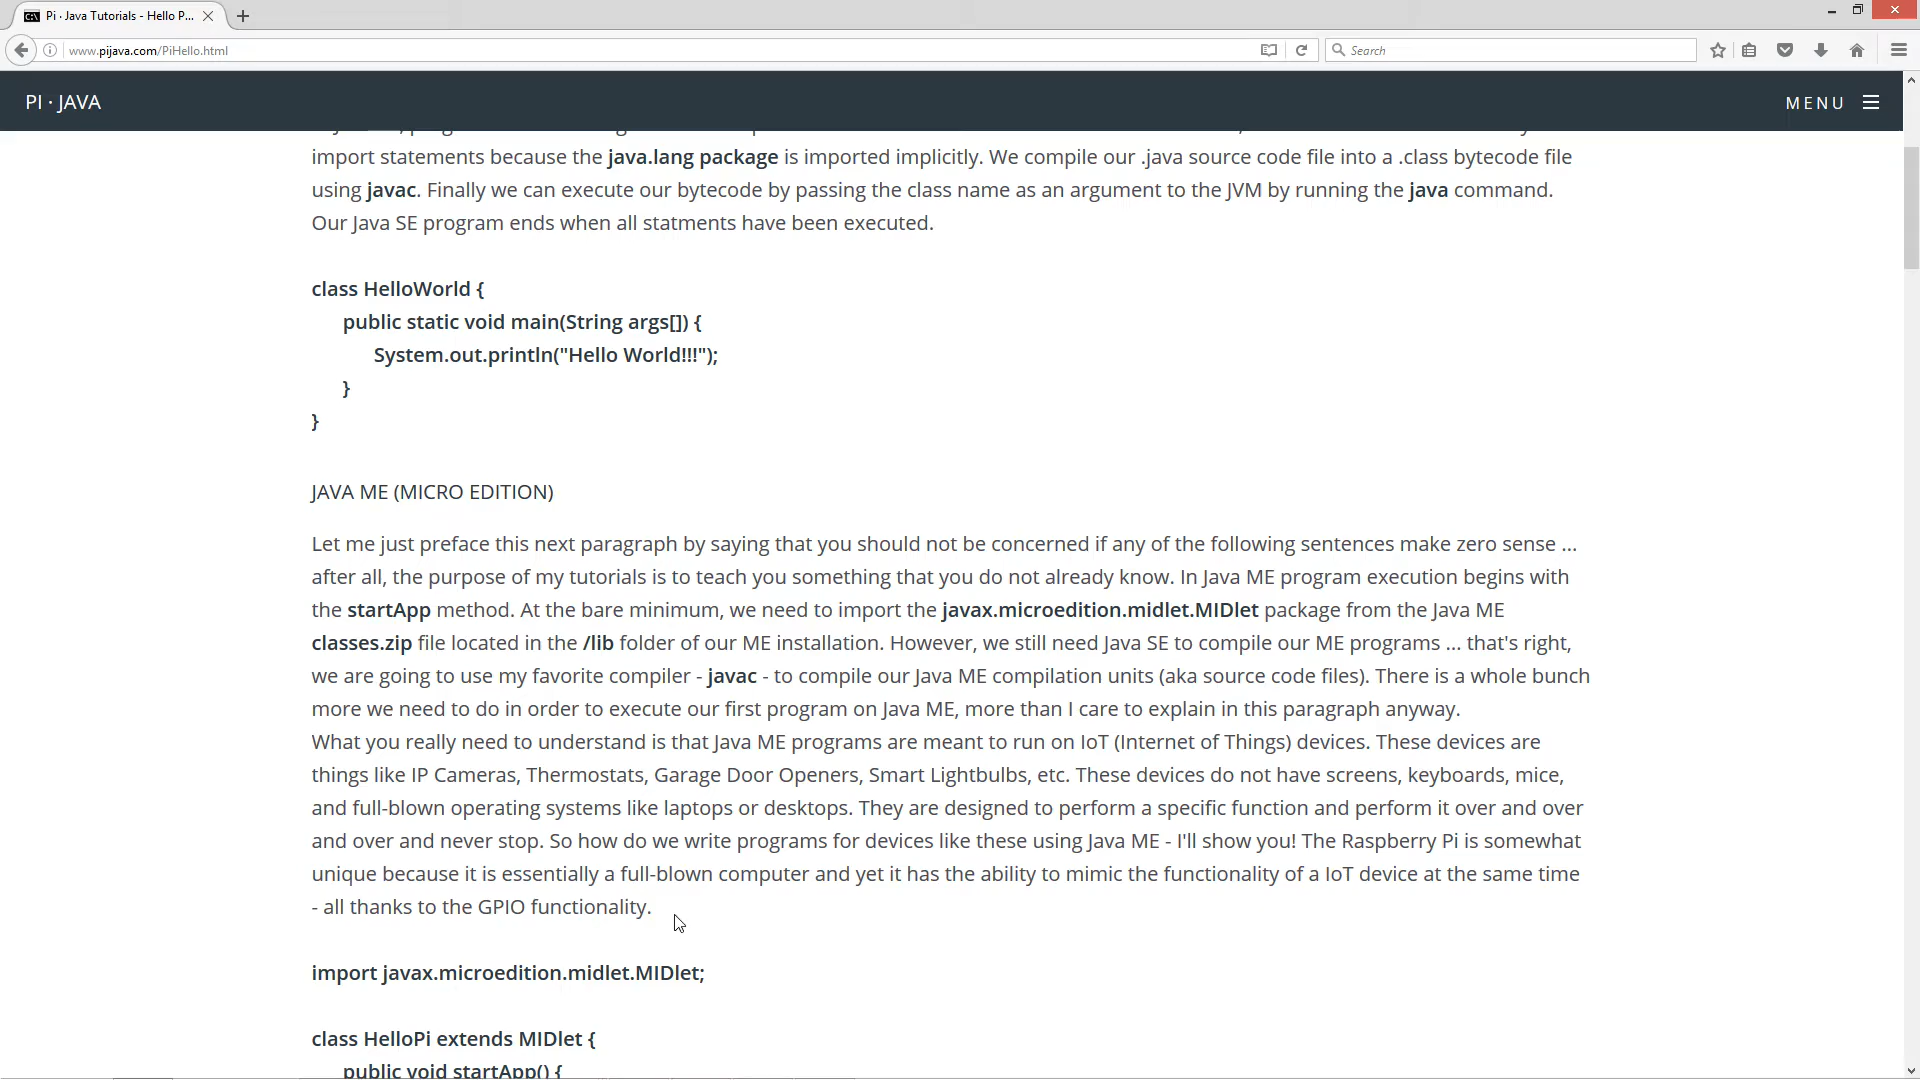 Pi · Java Tutorials - Hello P...
www.pijava.com/PiHello.html
Search
PI · JAVA
MENU
import statements because the java.lang package is imported implicitly. We compile our .java source code file into a .class bytecode file
using javac. Finally we can execute our bytecode by passing the class name as an argument to the JVM by running the java command.
Our Java SE program ends when all statments have been executed.
class HelloWorld {
public static void main(String args[]) {
System.out.println("Hello World!!!");
}
}
JAVA ME (MICRO EDITION)
Let me just preface this next paragraph by saying that you should not be concerned if any of the following sentences make zero sense ...
after all, the purpose of my tutorials is to teach you something that you do not already know. In Java ME program execution begins with
the startApp method. At the bare minimum, we need to import the javax.microedition.midlet.MIDlet package from the Java ME
classes.zip file located in the /lib folder of our ME installation. However, we still need Java SE to compile our ME programs ... that's right,
we are going to use my favorite compiler - javac - to compile our Java ME compilation units (aka source code files). There is a whole bunch
more we need to do in order to execute our first program on Java ME, more than I care to explain in this paragraph anyway.
What you really need to understand is that Java ME programs are meant to run on IoT (Internet of Things) devices. These devices are
things like IP Cameras, Thermostats, Garage Door Openers, Smart Lightbulbs, etc. These devices do not have screens, keyboards, mice,
and full-blown operating systems like laptops or desktops. They are designed to perform a specific function and perform it over and over
and over and never stop. So how do we write programs for devices like these using Java ME - I'll show you! The Raspberry Pi is somewhat
unique because it is essentially a full-blown computer and yet it has the ability to mimic the functionality of a IoT device at the same time
- all thanks to the GPIO functionality.
import javax.microedition.midlet.MIDlet;
class HelloPi extends MIDlet {
public void startApp() {